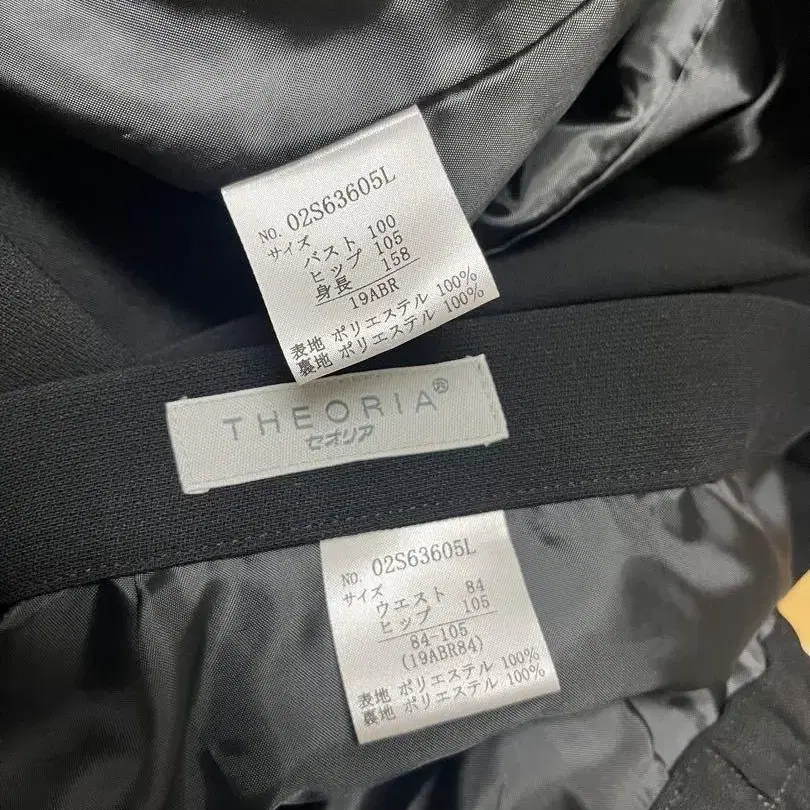 NO. 02S63605L
サイズ
バスト 100
ヒップ 105
身長 158
19ABR
表地 ポリエステル 100%
裏地 ポリエステル 100%
THEORIA®
セオリア
NO. 02S63605L
サイズ
ウエスト 84
ヒップ 105
84-105
(19ABR84)
表地 ポリエステル 100%
裏地 ポリエステル 100%